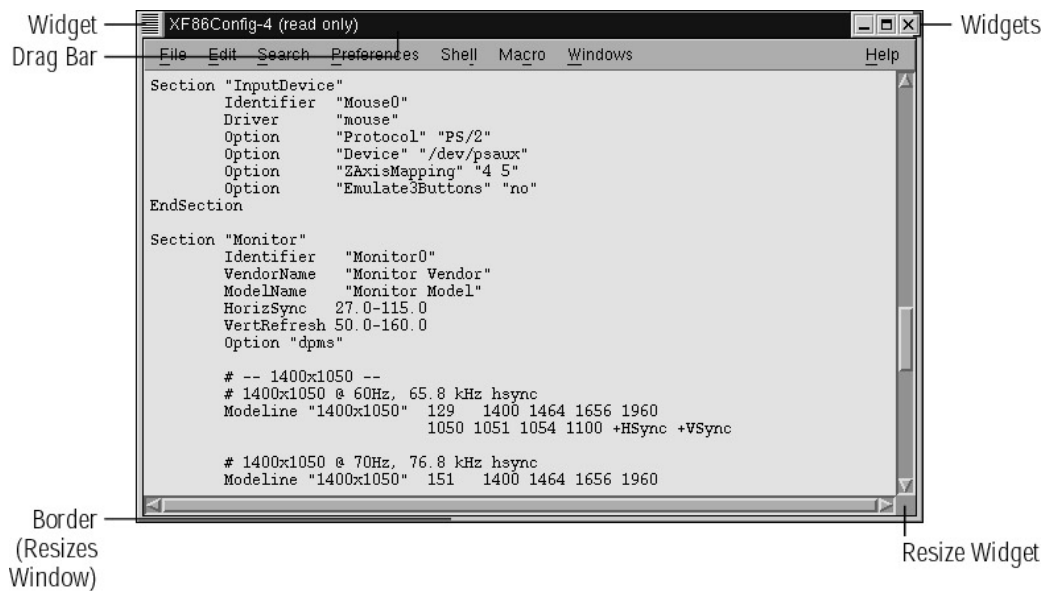 Widget
XF86Config-4 (read only)
Widgets
Drag Bar
File Edit Search Preferences Shell Macro Windows Help
Section "InputDevice"
Identifier "Mouse0"
Driver "mouse"
Option "Protocol" "PS/2"
Option "Device" "/dev/psaux"
Option "ZAxisMapping" "4 5"
Option "Emulate3Buttons" "no"
EndSection
Section "Monitor"
Identifier "Monitor0"
VendorName "Monitor Vendor"
ModelName "Monitor Model"
HorizSync 27.0-115.0
VertRefresh 50.0-160.0
Option "dpms"
# -- 1400x1050 --
# 1400x1050 @ 60Hz, 65.8 kHz hsync
Modeline "1400x1050" 129 1400 1464 1656 1960
1050 1051 1054 1100 +HSync +VSync
# 1400x1050 @ 70Hz, 76.8 kHz hsync
Modeline "1400x1050" 151 1400 1464 1656 1960
Border
(Resizes
Window)
Resize Widget